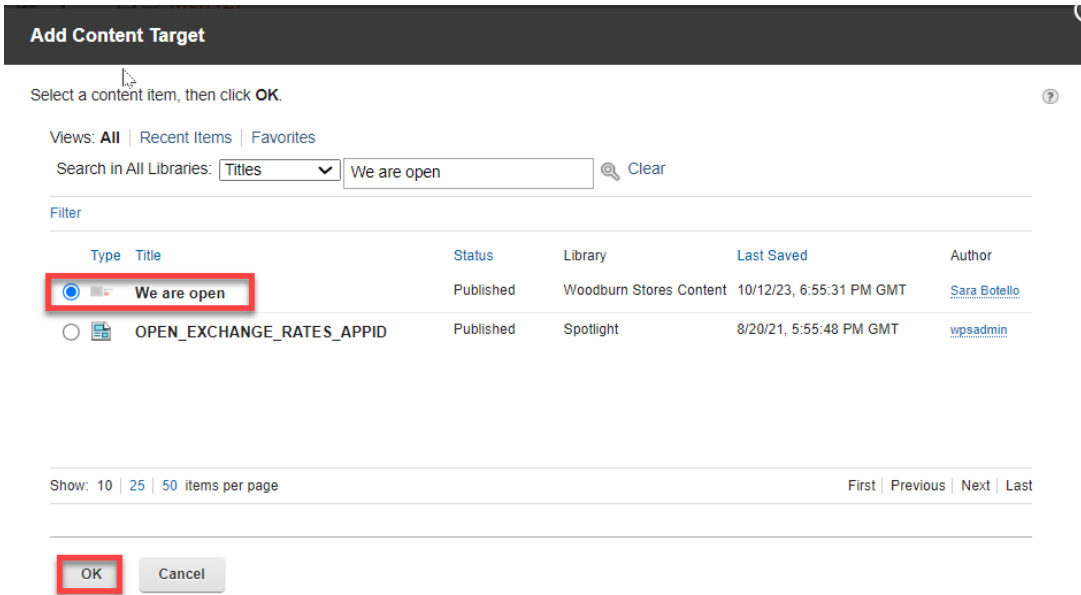 Add Content Target
Select a content item, then click OK.
Views: All | Recent Items | Favorites
Search in All Libraries: Titles We are open Clear
Filter
Type Title Status Library Last Saved Author
We are open Published Woodburn Stores Content 10/12/23, 6:55:31 PM GMT Sara Botello
OPEN_EXCHANGE_RATES_APPID Published Spotlight 8/20/21, 5:55:48 PM GMT wpsadmin
Show: 10 | 25 | 50 items per page First | Previous | Next | Last
OK Cancel